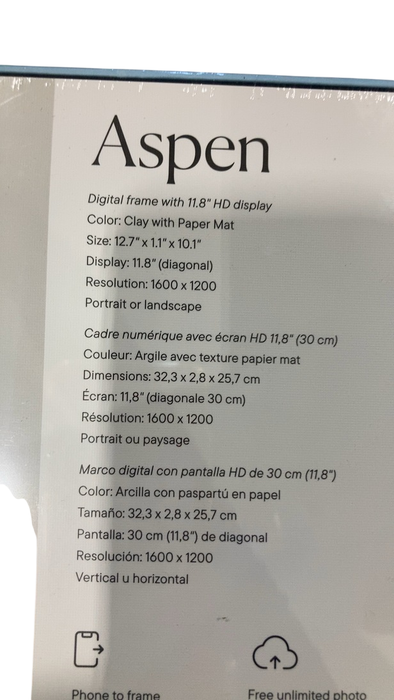 Aspen
Digital frame with 11.8" HD display
Color: Clay with Paper Mat
Size: 12.7" x 1.1" x 10.1"
Display: 11.8" (diagonal)
Resolution: 1600 x 1200
Portrait or landscape
Cadre numérique avec écran HD 11,8" (30 cm)
Couleur: Argile avec texture papier mat
Dimensions: 32,3 x 2,8 x 25,7 cm
Écran: 11,8" (diagonale 30 cm)
Résolution: 1600 x 1200
Portrait ou paysage
Marco digital con pantalla HD de 30 cm (11,8")
Color: Arcilla con paspartú en papel
Tamaño: 32,3 x 2,8 x 25,7 cm
Pantalla: 30 cm (11,8") de diagonal
Resolución: 1600 x 1200
Vertical u horizontal
Phone to frame
Free unlimited photo